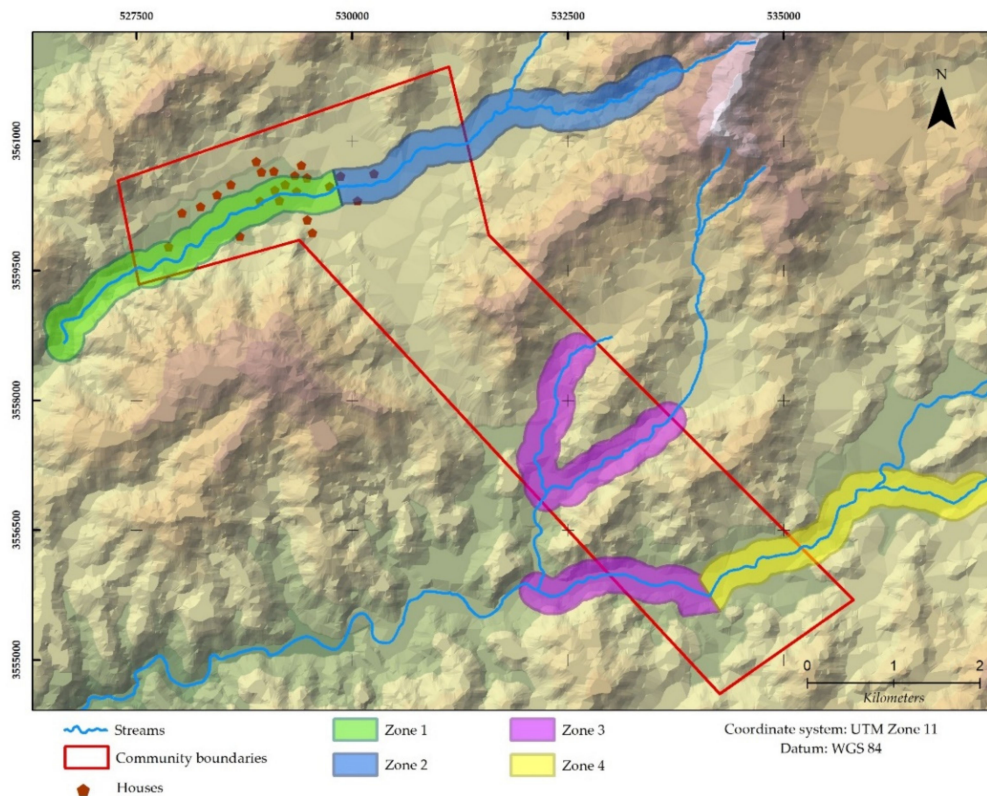 527500 530000 532500 535000
N
3561000
3559500
3558000
3556500
3555000
0 1 2
Kilometers
Streams
Community boundaries
Houses
Zone 1
Zone 2
Zone 3
Zone 4
Coordinate system: UTM Zone 11
Datum: WGS 84